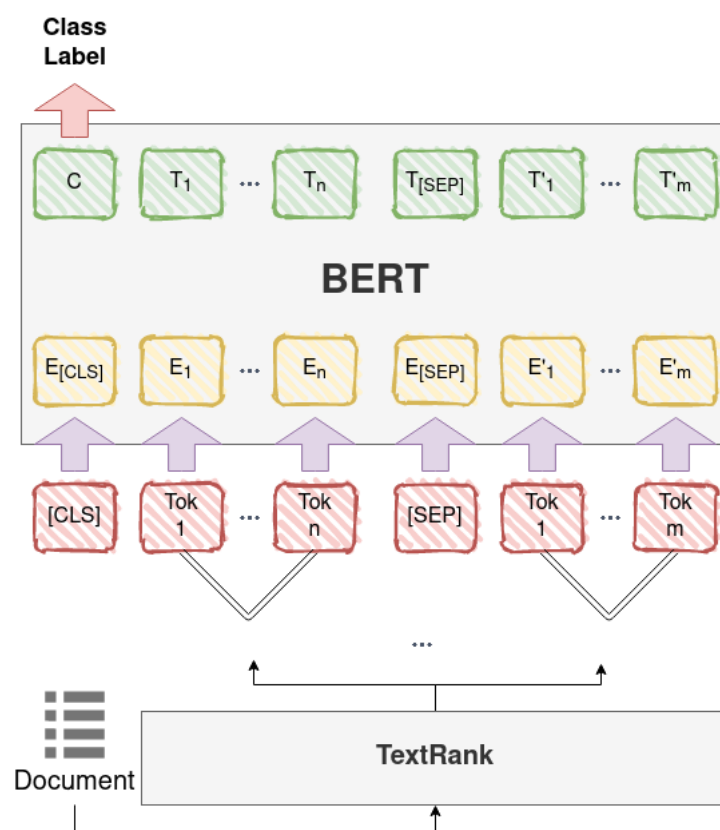 Class
Label
C T1 ... Tn T[SEP] T'1 ... T'm
BERT
E[CLS] E1 ... En E[SEP] E'1 ... E'm
[CLS] Tok 1 ... Tok n [SEP] Tok 1 ... Tok m
...
TextRank
Document